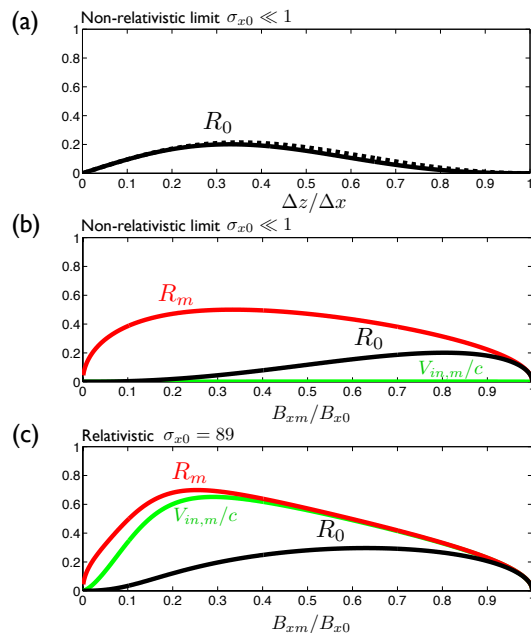 (a) Non-relativistic limit σ_{x0} ≪ 1
1
0.8
0.6
0.4
0.2
0
R_0
0 0.1 0.2 0.3 0.4 0.5 0.6 0.7 0.8 0.9 1
Δz/Δx
(b) Non-relativistic limit σ_{x0} ≪ 1
1
0.8
0.6
0.4
0.2
0
R_m
R_0
V_{in,m}/c
0 0.1 0.2 0.3 0.4 0.5 0.6 0.7 0.8 0.9 1
B_{xm}/B_{x0}
(c) Relativistic σ_{x0} = 89
1
0.8
0.6
0.4
0.2
0
R_m
V_{in,m}/c
R_0
0 0.1 0.2 0.3 0.4 0.5 0.6 0.7 0.8 0.9 1
B_{xm}/B_{x0}